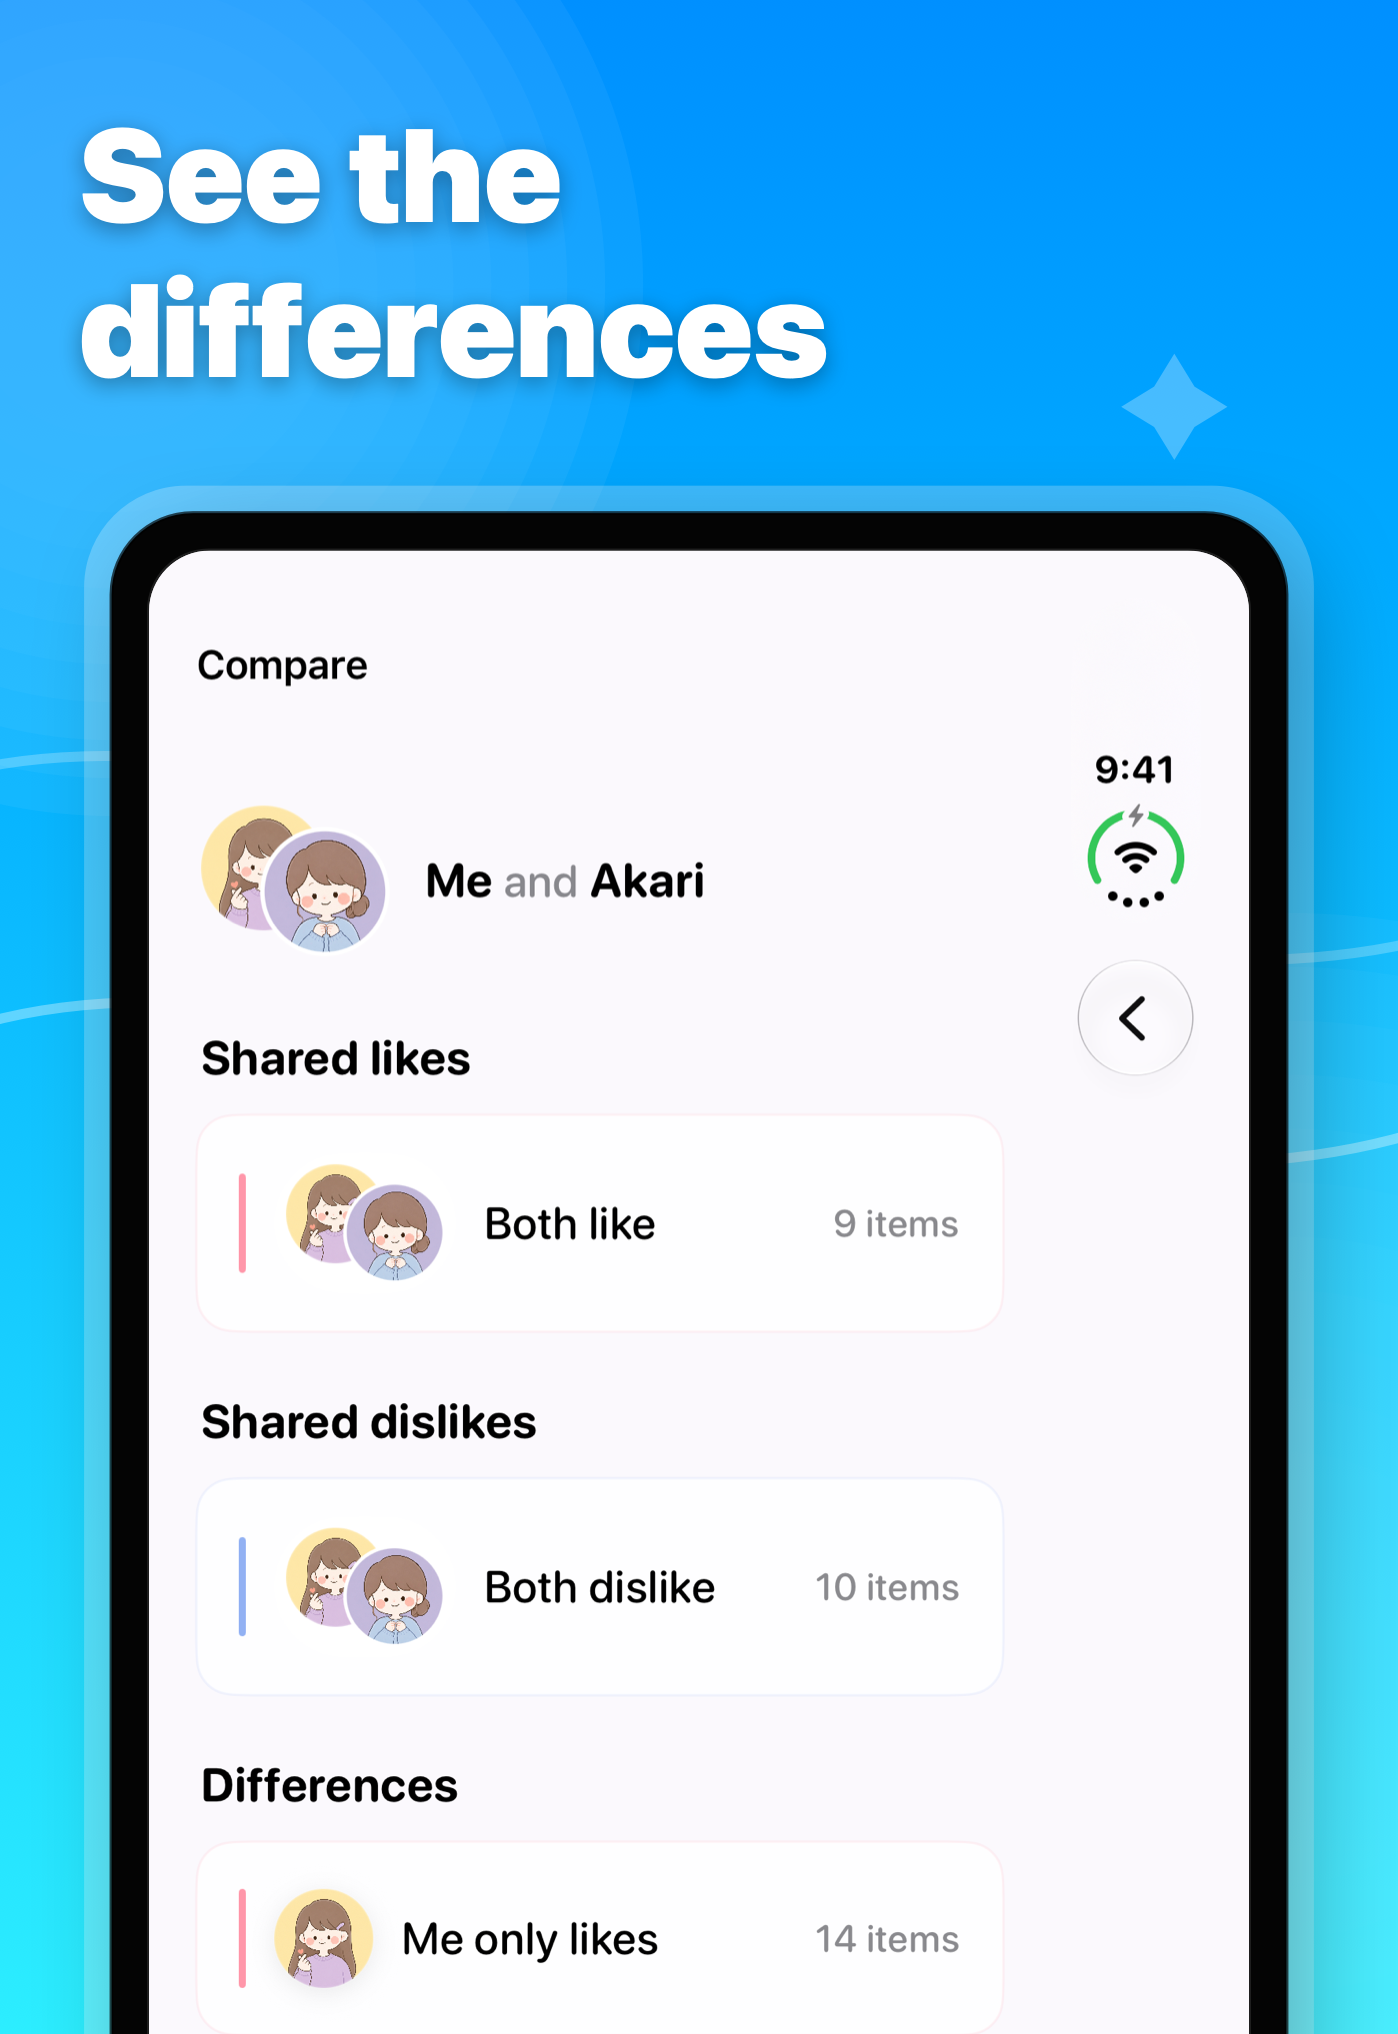 See the
differences
Compare
9:41
Me and Akari
Shared likes
Both like 9 items
Shared dislikes
Both dislike 10 items
Differences
Me only likes 14 items